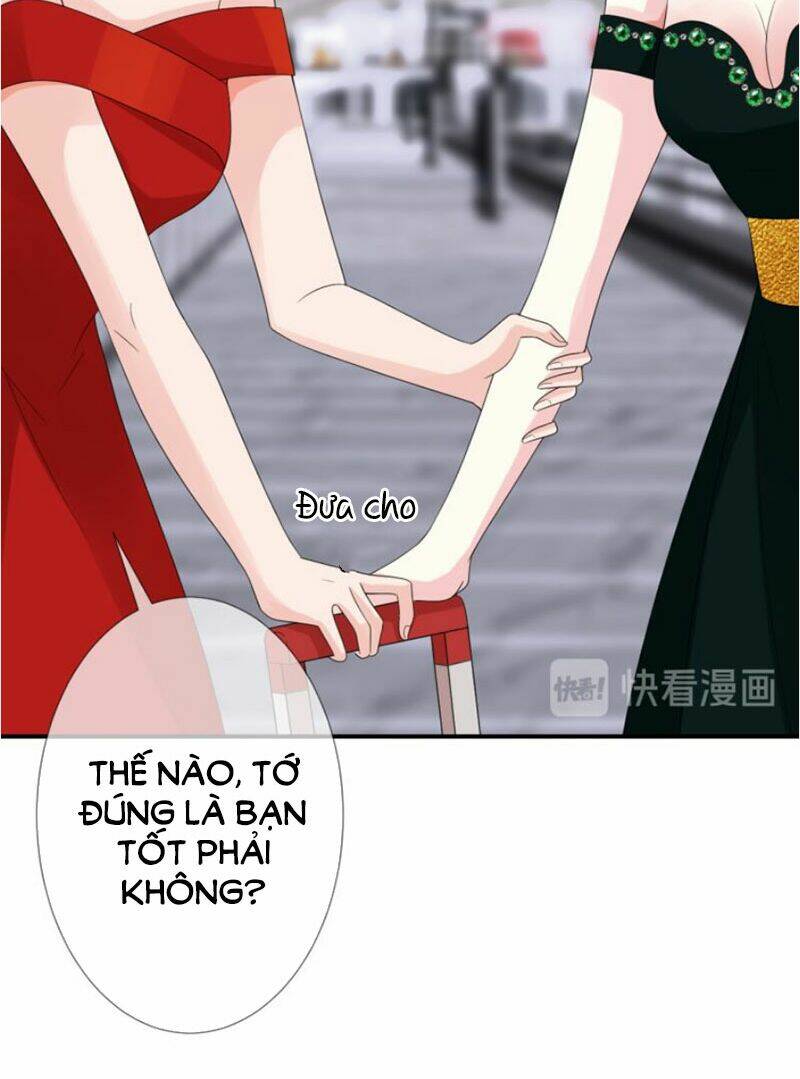 Đưa cho
快看! 快看漫画
THẾ NÀO, TỚ
ĐÚNG LÀ BẠN
TỐT PHẢI
KHÔNG?